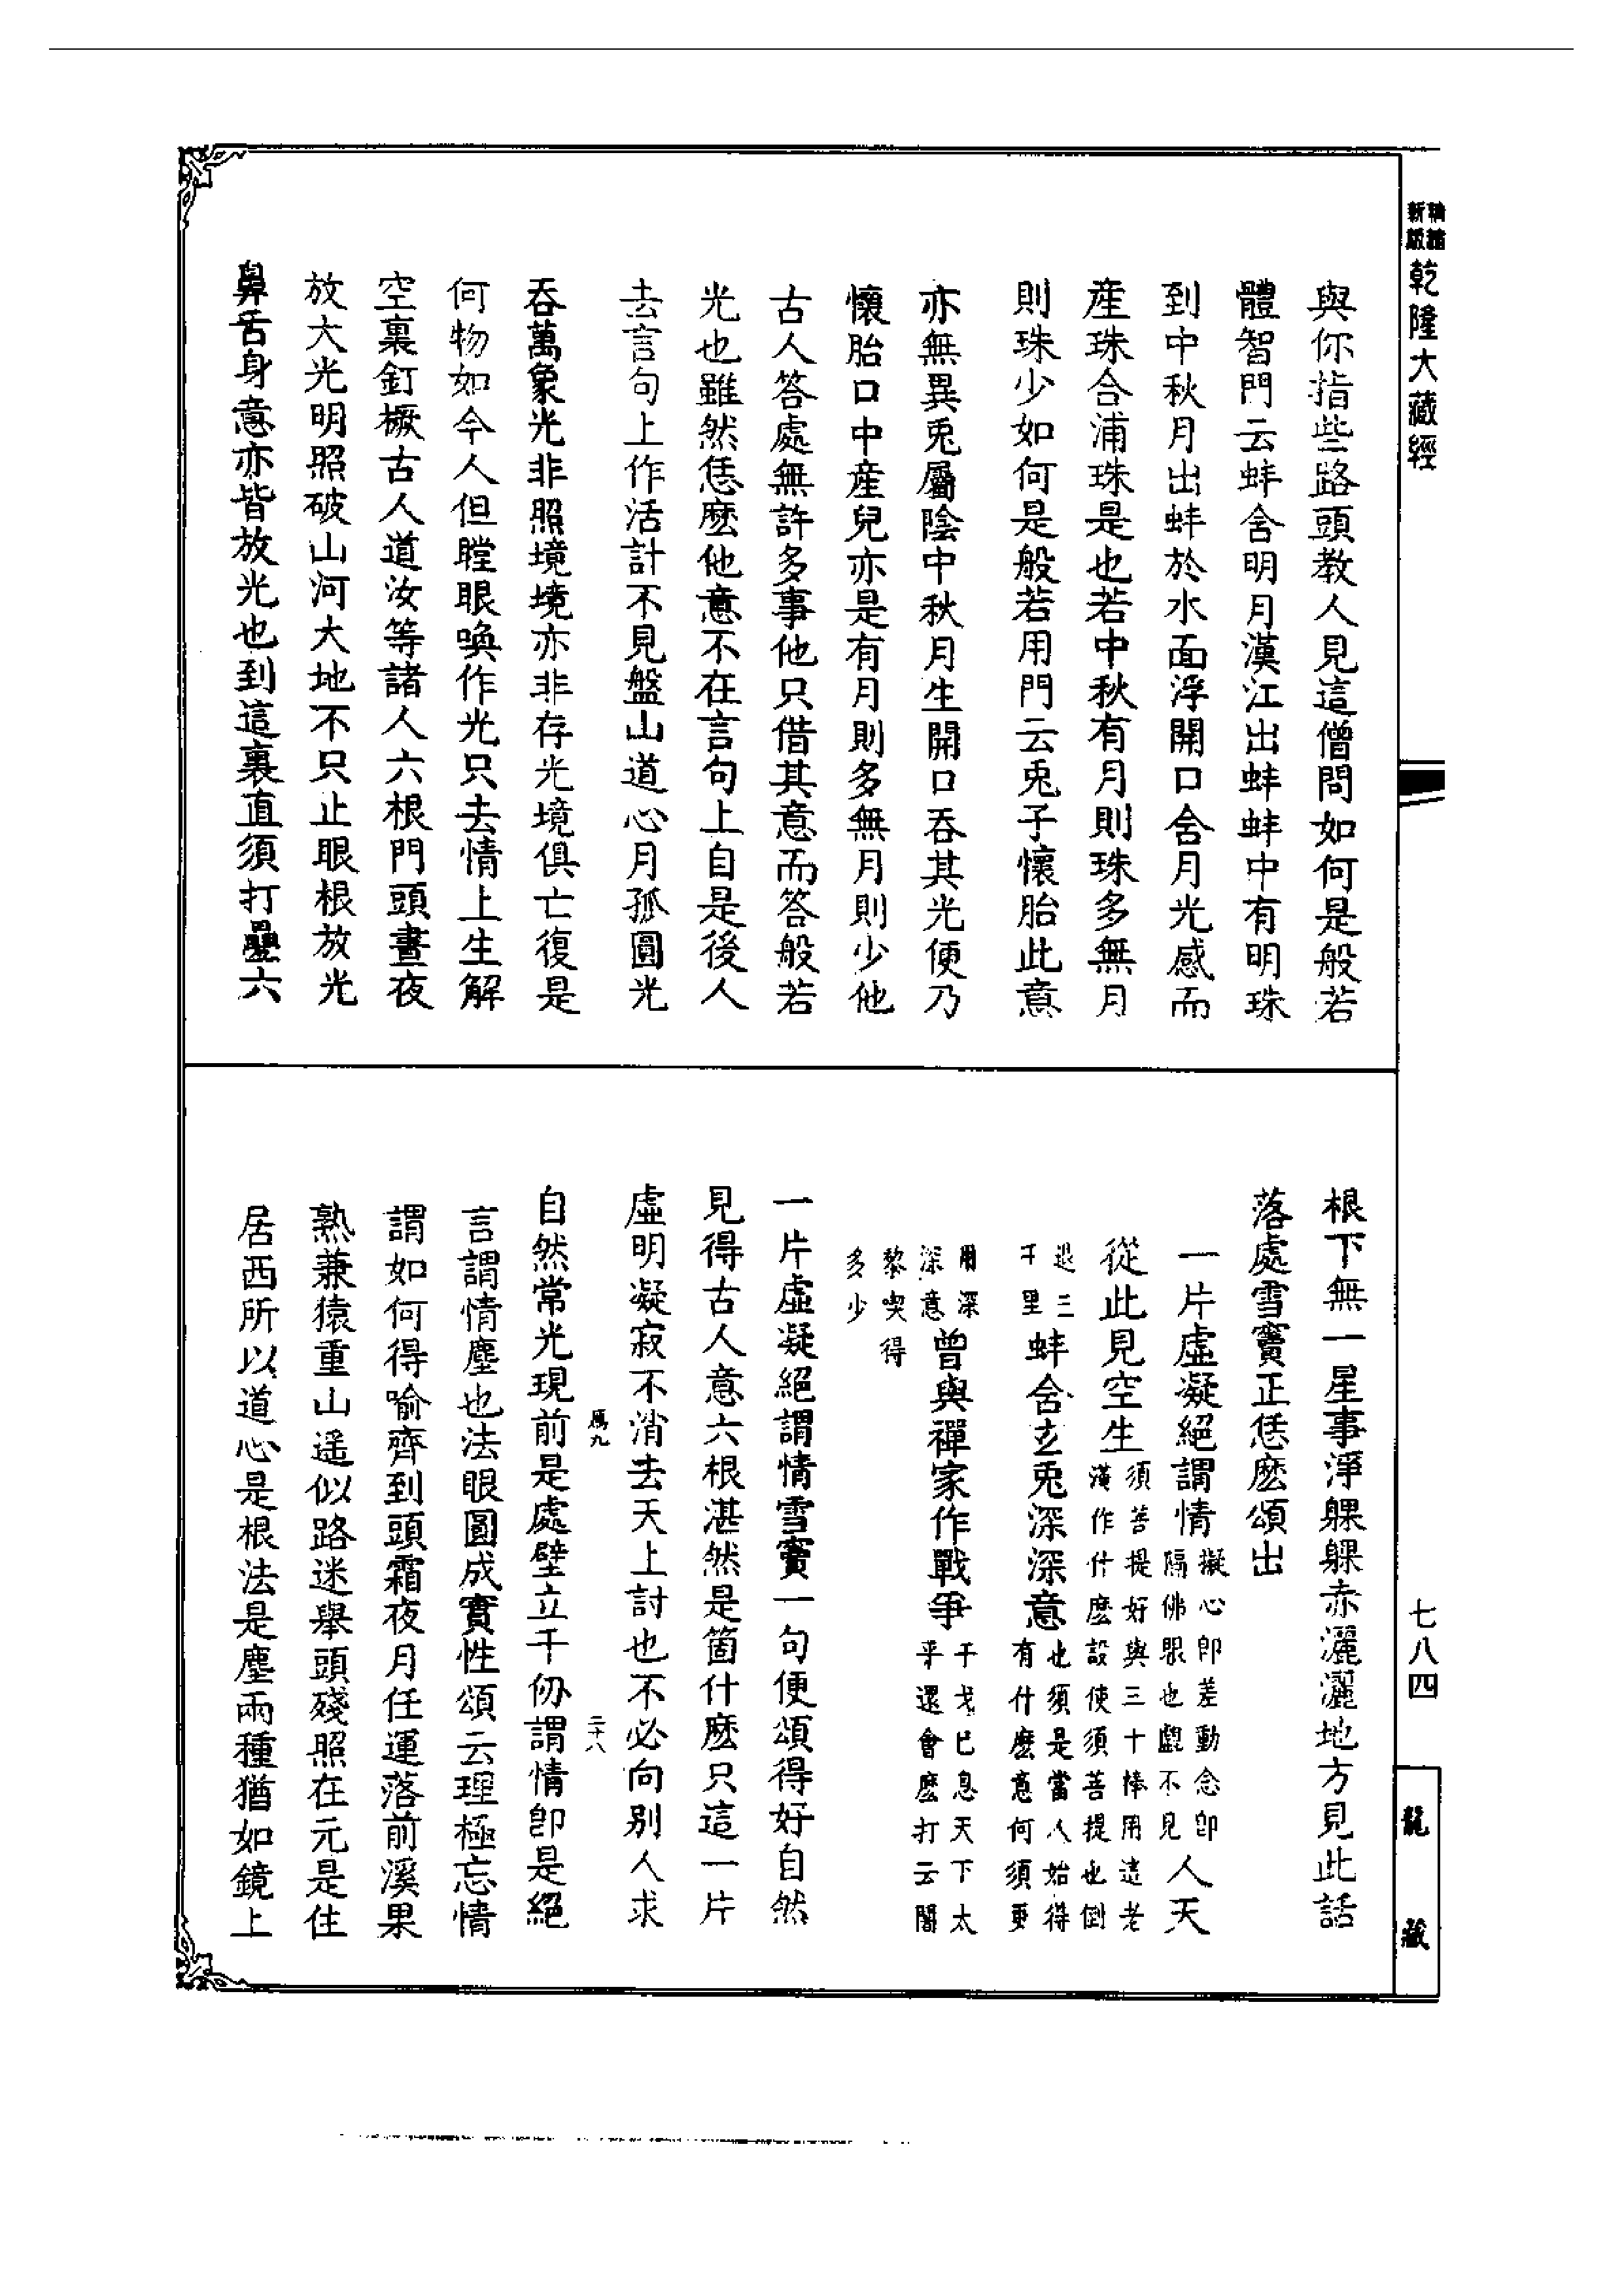 新版
精縮
乾隆大藏經
與你指些路頭教人見這僧問如何是般若
體智門云蚌含明月漢江出蚌蚌中有明珠
到中秋月出蚌於水面浮開口含月光感而
産珠合浦珠是也若中秋有月則珠多無月
則珠少如何是般若用門云兎子懷胎此意
亦無異兎屬陰中秋月生開口吞其光便乃
懷胎口中産兒亦是有月則多無月則少他
古人答處無許多事他只借其意而答般若
光也雖然恁麽他意不在言句上自是後人
去言句上作活計不見盤山道心月孤圓光
吞萬象光非照境境亦非存光境俱亡復是
何物如今人但瞠眼喚作光只去情上生解
空裏釘橛古人道汝等諸人六根門頭晝夜
放大光明照破山河大地不只止眼根放光
鼻舌身意亦皆放光也到這裏直須打疊六
根下無一星事淨躶躶赤灑灑地方見此話
落處雪竇正恁麽頌出
一片虛凝絕謂情擬心卽差動念卽隔佛眼也覷不見人天
從此見空生須菩提好與三十棒用這老漢作什麽設使須菩提也倒
退三千里蚌含玄兎深深意也須是當人始得有什麽意何須更
用深深意曾與禪家作戰爭干戈已息天下太平還會麽打云闍
黎喫得多少
一片虛凝絕謂情雪竇一句便頌得好自然
見得古人意六根湛然是箇什麽只這一片
虛明凝寂不消去天上討也不必向別人求
自然常光現前是處壁立千仞謂情卽是絕
言謂情塵也法眼圓成實性頌云理極忘情
謂如何得喻齊到頭霜夜月任運落前溪果
熟兼猿重山遥似路迷舉頭殘照在元是住
居西所以道心是根法是塵兩種猶如鏡上
二十八
七八四
龍藏